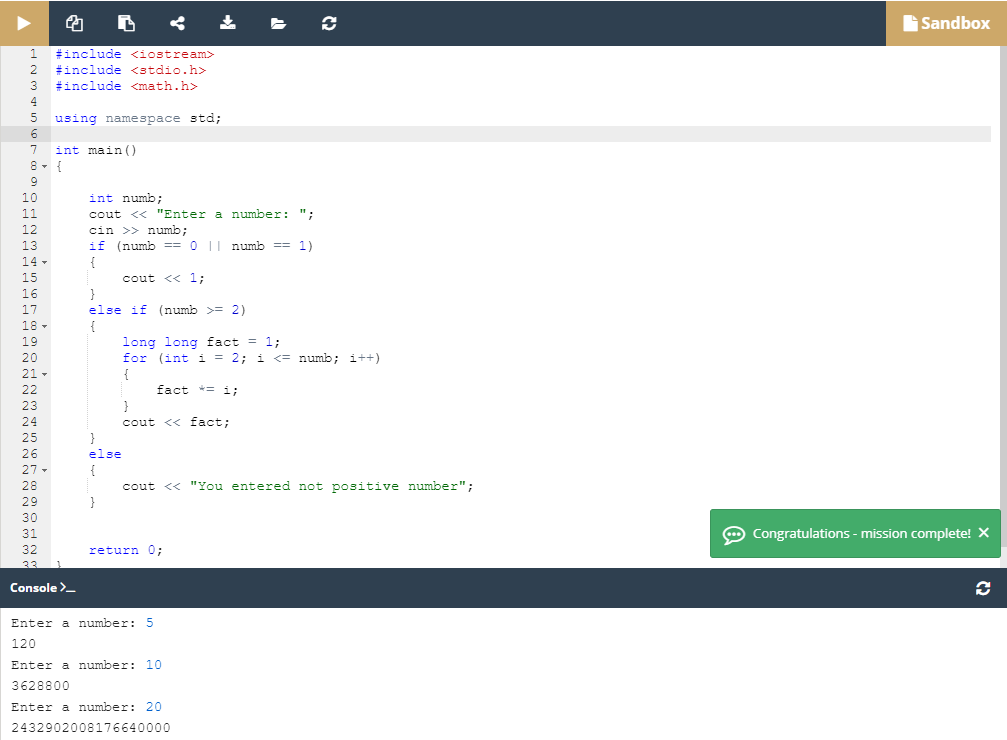 Sandbox
1 #include <iostream>
2 #include <stdio.h>
3 #include <math.h>
4
5 using namespace std;
6
7 int main()
8 {
9
10 int numb;
11 cout << "Enter a number: ";
12 cin >> numb;
13 if (numb == 0 || numb == 1)
14 {
15 cout << 1;
16 }
17 else if (numb >= 2)
18 {
19 long long fact = 1;
20 for (int i = 2; i <= numb; i++)
21 {
22 fact *= i;
23 }
24 cout << fact;
25 }
26 else
27 {
28 cout << "You entered not positive number";
29 }
30
31
Congratulations - mission complete! ×
32 return 0;
33 }
Console >_
Enter a number: 5
120
Enter a number: 10
3628800
Enter a number: 20
2432902008176640000